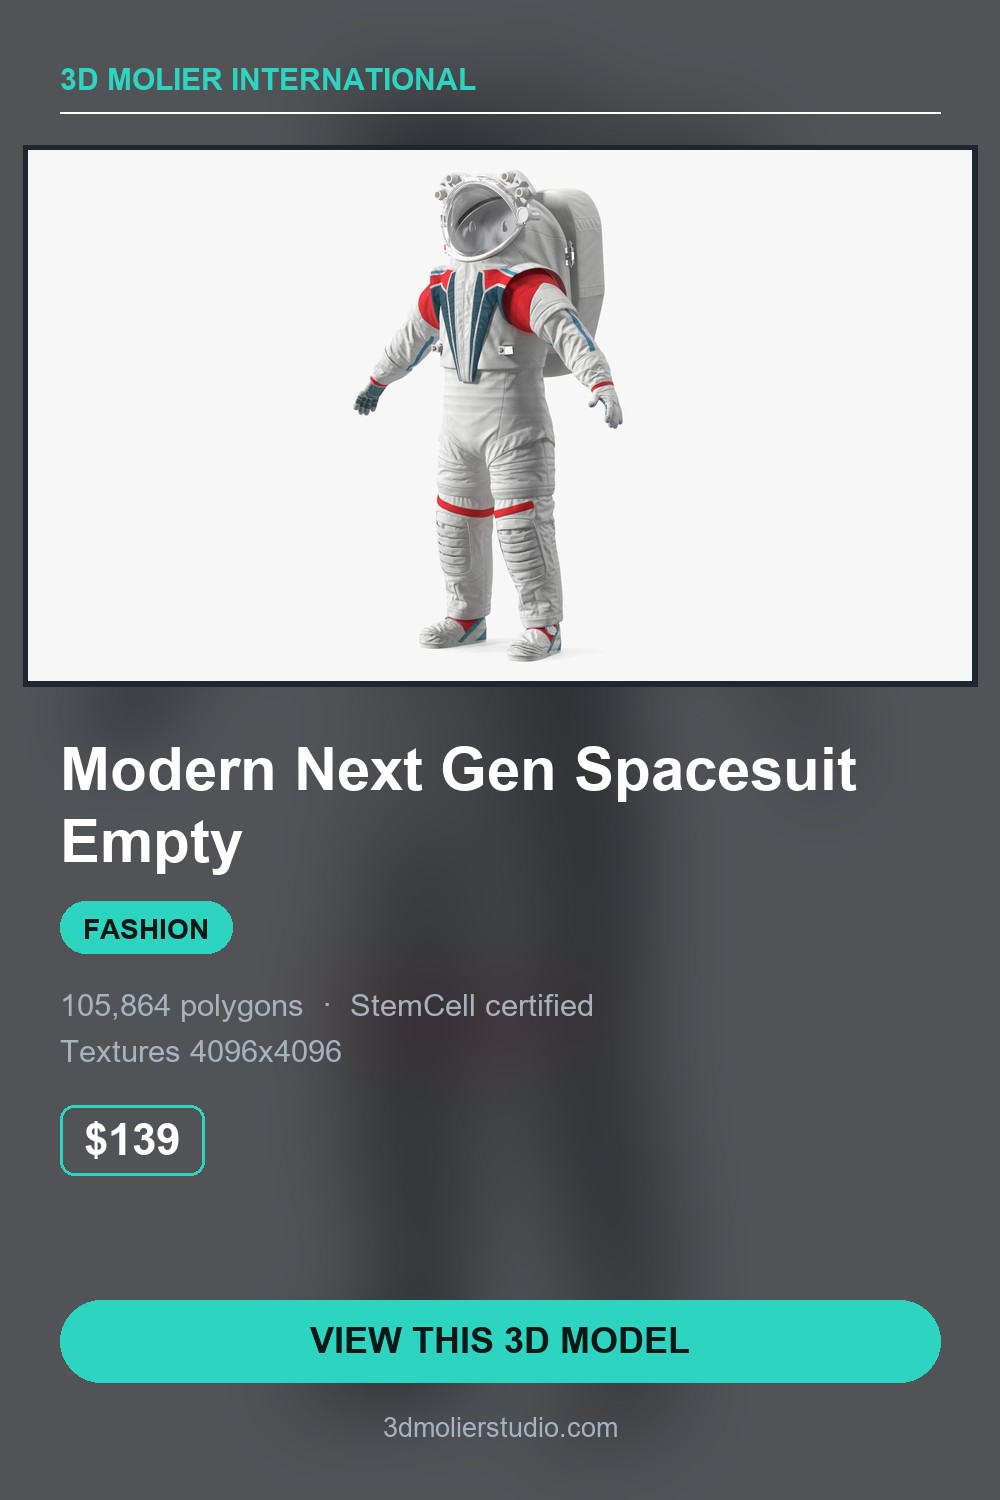 3D MOLIER INTERNATIONAL
Modern Next Gen Spacesuit
Empty
FASHION
105,864 polygons · StemCell certified
Textures 4096x4096
$139
VIEW THIS 3D MODEL
3dmolierstudio.com